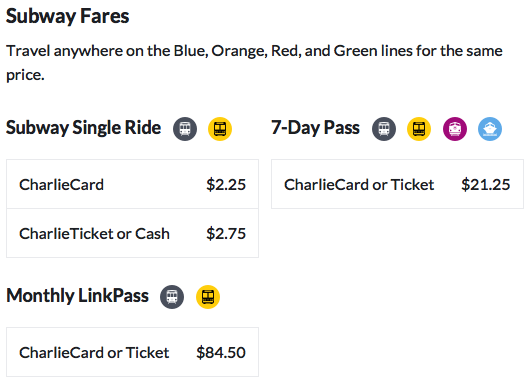 Subway Fares
Travel anywhere on the Blue, Orange, Red, and Green lines for the same
price.
Subway Single Ride
CharlieCard $2.25
CharlieTicket or Cash $2.75
7-Day Pass
CharlieCard or Ticket $21.25
Monthly LinkPass
CharlieCard or Ticket $84.50